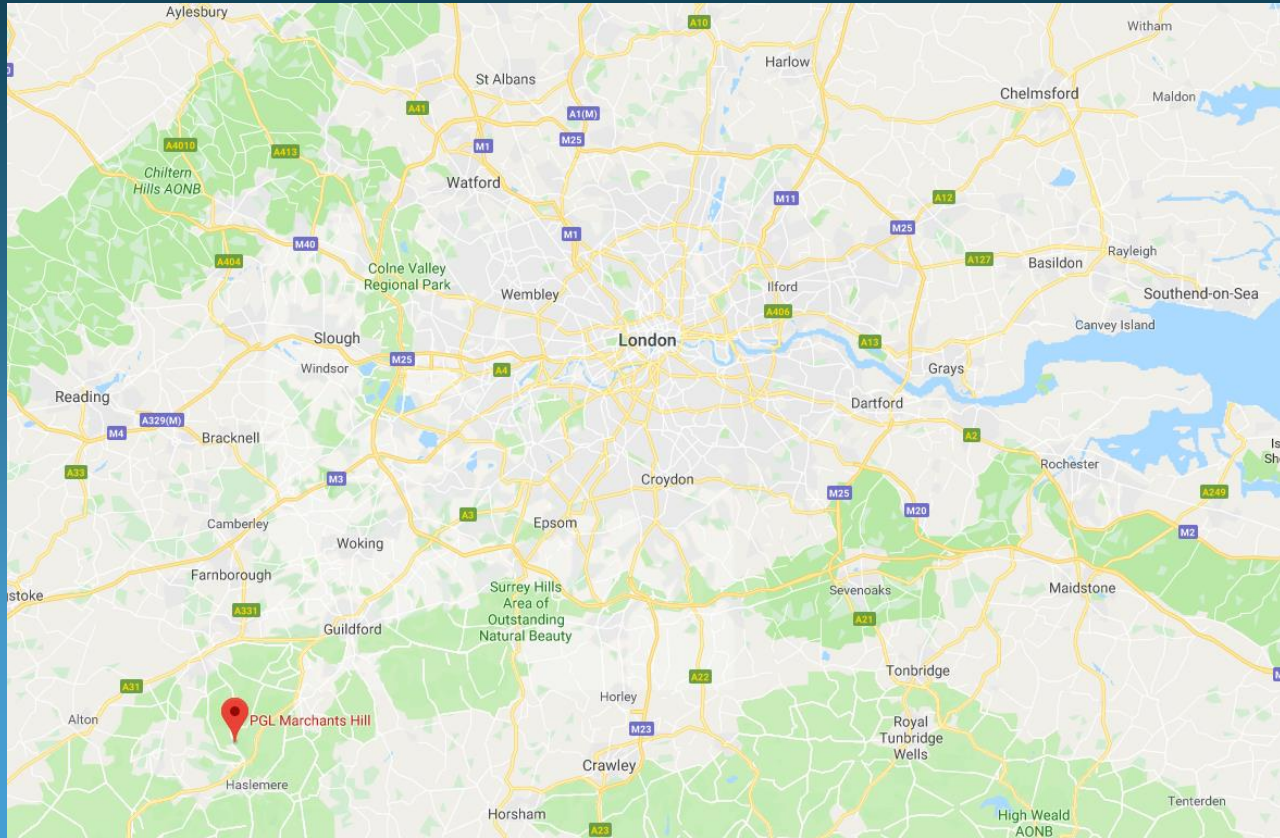 Aylesbury
A10
Witham
St Albans
Harlow
Chelmsford
Maldon
A41
A1(M)
M25
M1
A4010
A413
Chiltern
Hills AONB
Watford
M11
A12
M25
M1
M40
A404
Colne Valley
Regional Park
A127
Basildon
Rayleigh
Wembley
Ilford
A406
Southend-on-Sea
Canvey Island
Slough
London
A13
M25
Windsor
A4
Grays
Reading
Dartford
A329(M)
M4
Bracknell
A2
A33
M3
Croydon
Rochester
M25
A249
M20
A3
Camberley
Epsom
M2
Woking
Farnborough
Surrey Hills
Area of
Outstanding
Natural Beauty
Sevenoaks
Maidstone
stoke
A331
A21
Guildford
Tonbridge
A22
A31
Horley
Alton
PGL Marchants Hill
M23
Royal
Tunbridge
Wells
Crawley
Haslemere
Horsham
Tenterden
A23
High Weald
AONB